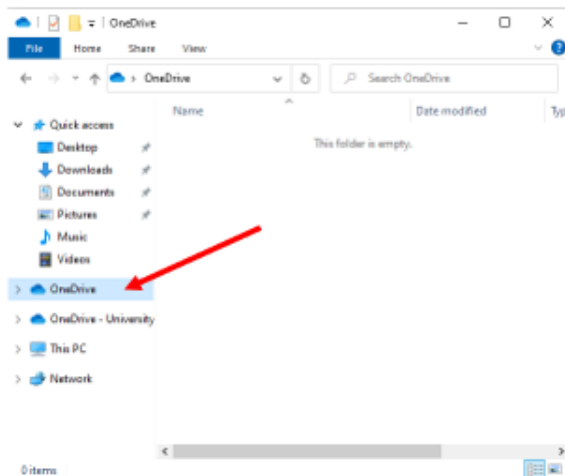 OneDrive
File Home Share View
OneDrive
Search OneDrive
Name Date modified Typ
This folder is empty.
Quick access
Desktop
Downloads
Documents
Pictures
Music
Videos
OneDrive
OneDrive - University
This PC
Network
0 items